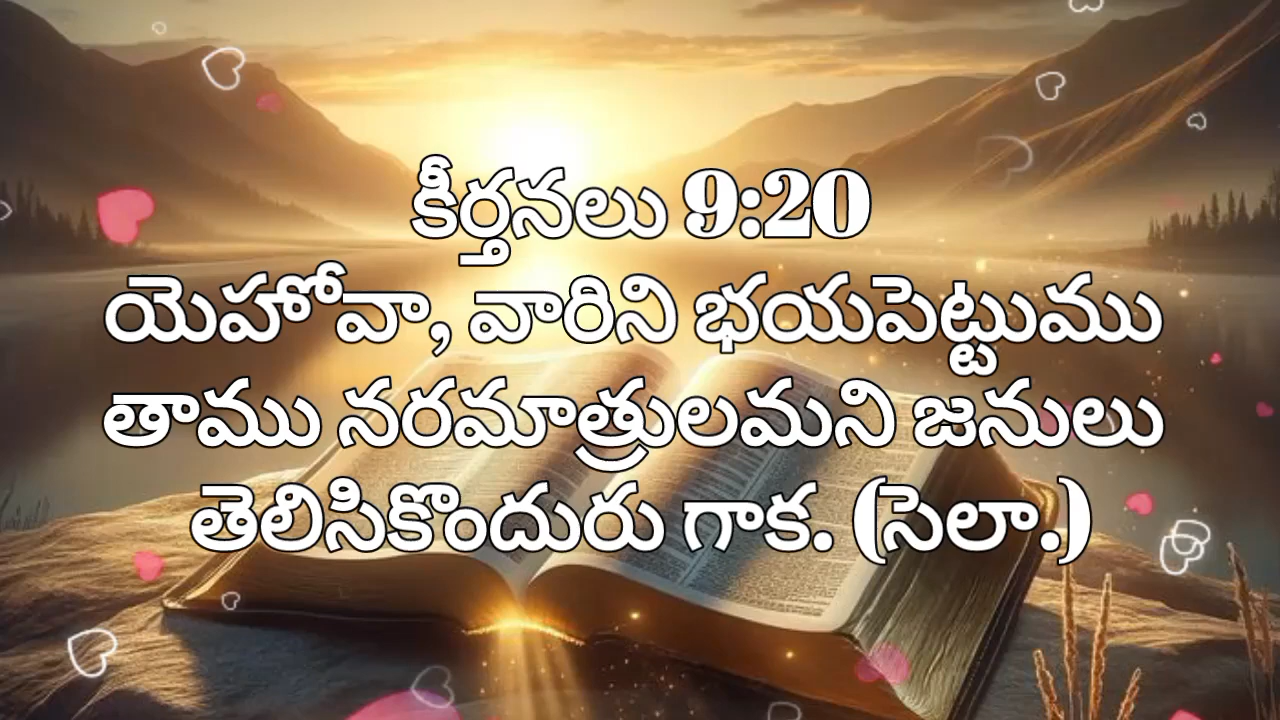 కీర్తనలు 9:20
యెహోవా, వారిని భయపెట్టుము
తాము నరమాత్రులమని జనులు
తెలిసికొందురు గాక. (సెలా.)